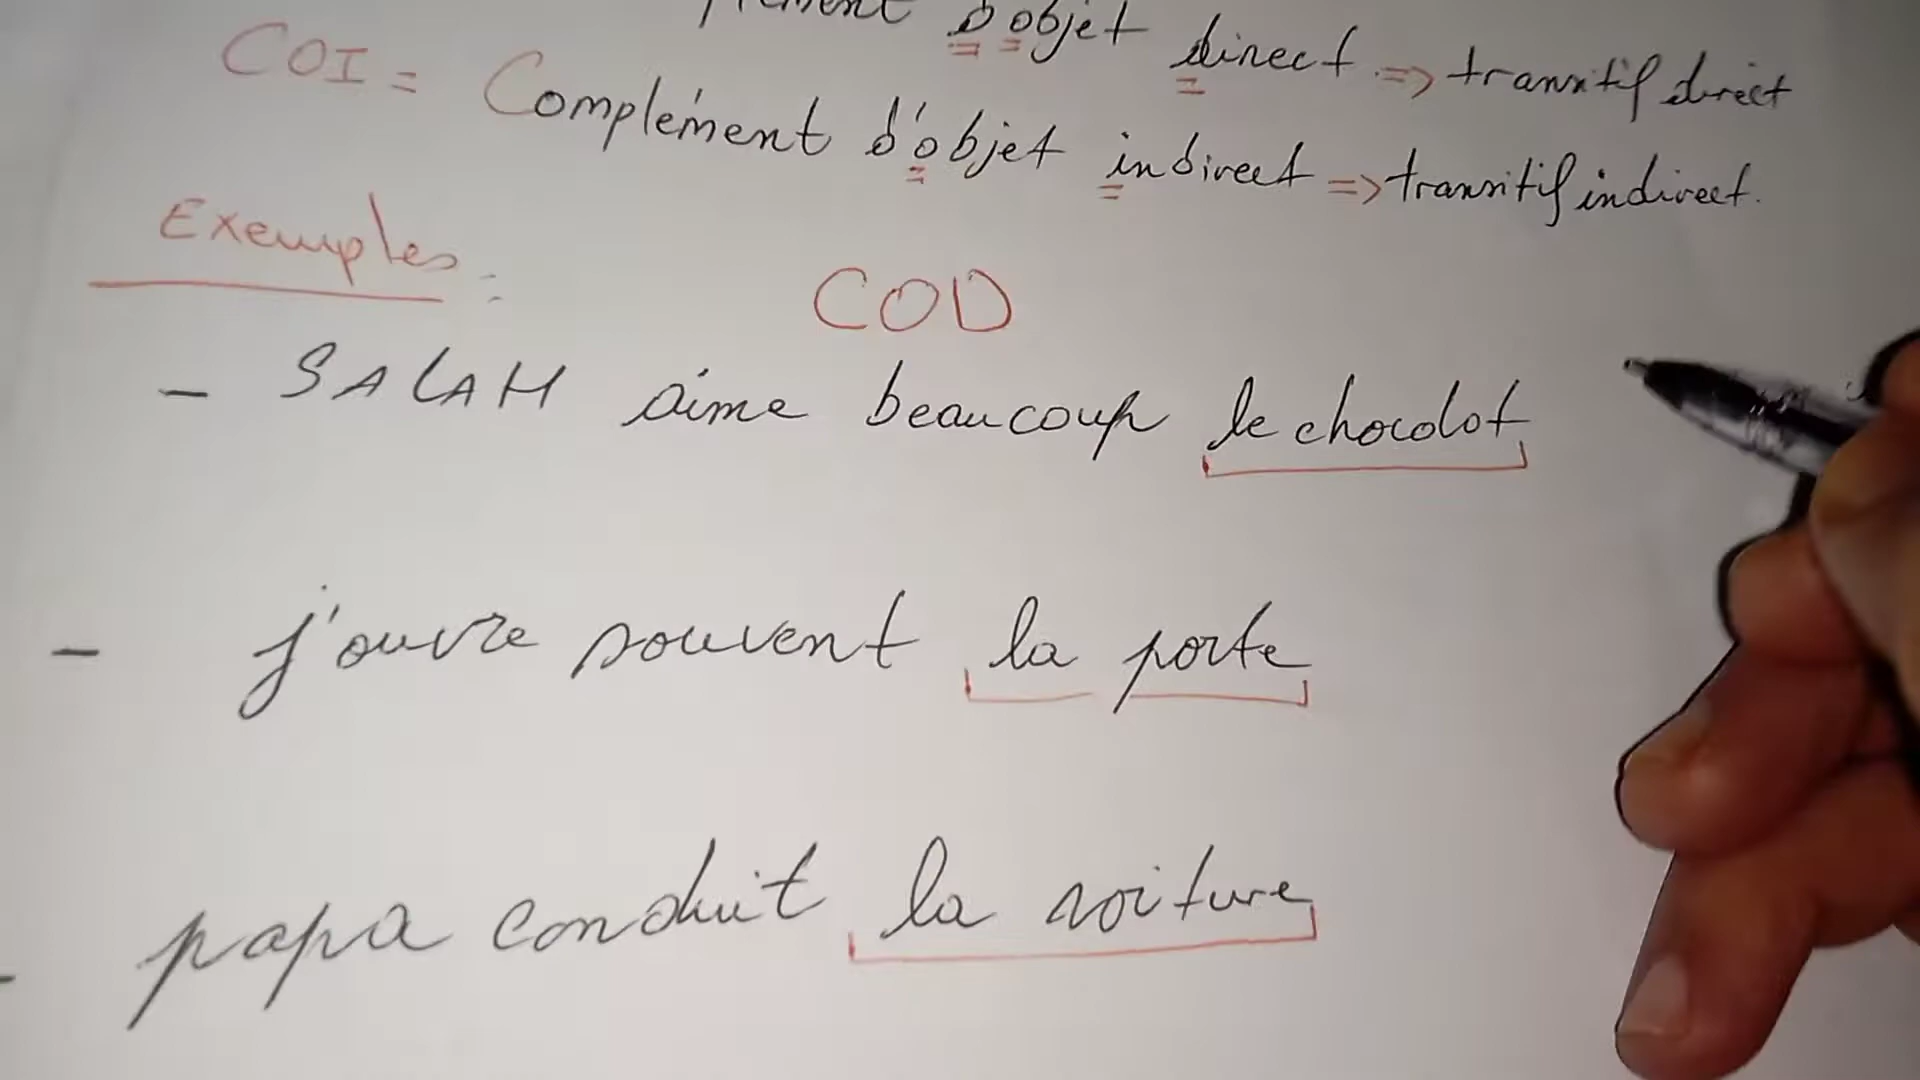 d'objet direct => transitif direct
COI = Complément d'objet indirect => transitif indirect.
Exemples :
COD
- SALAH aime beaucoup le chocolat
- j'ouvre souvent la porte
- papa conduit la voiture